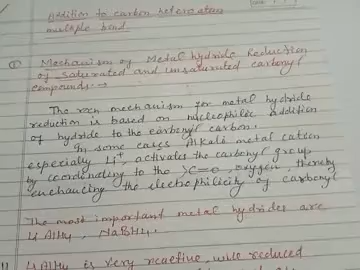 Addition to carbon heteroatom
multiple bond
① Mechanism of Metal hydride Reduction
of saturated and unsaturated carbonyl
compounds :→
The rxn mechanism for metal hydride
reduction is based on nucleophilic addition
of hydride to the carbonyl carbon.
In some cases Alkali metal cation
especially Li⁺, activates the carbonyl group
by coordinating to the >C=O, oxygen, thereby
enhancing the electrophilicity of carbonyl
The most important metal hydrides are
LiAlH4, NaBH4.
LiAlH4 is very reactive, will reduced